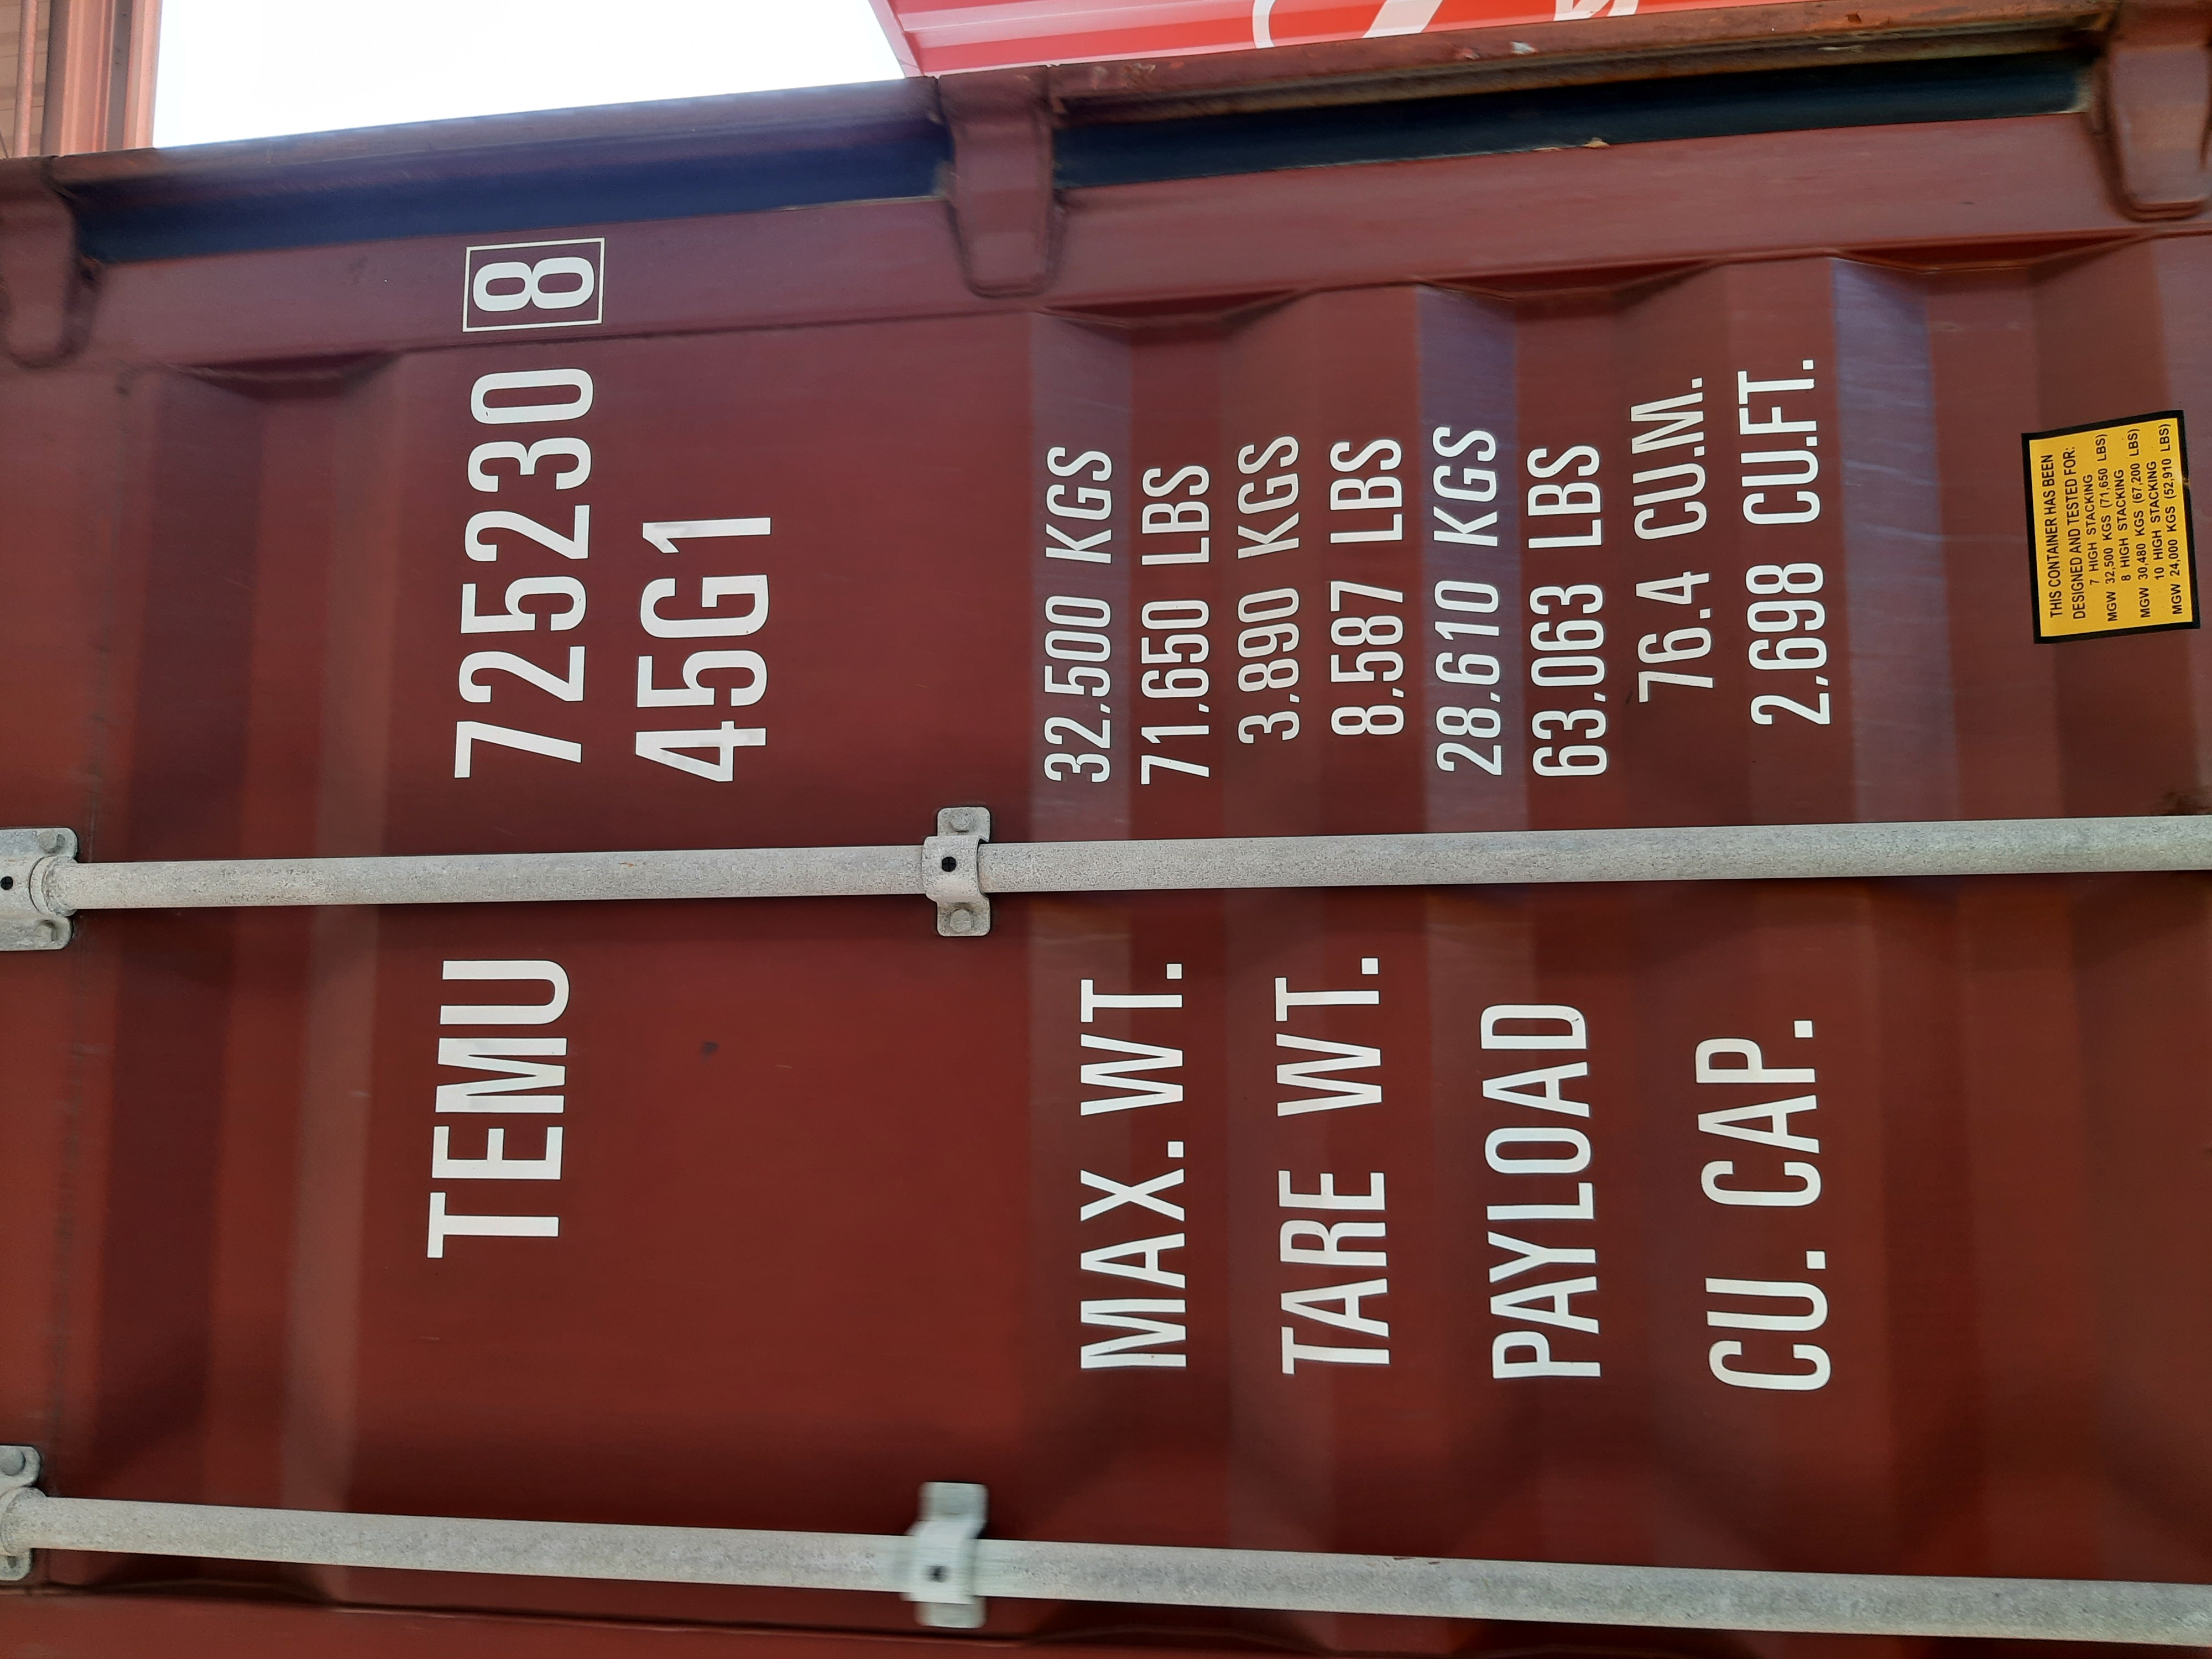 TEMU 725230 8
45G1
MAX. WT. 32,500 KGS
71,650 LBS
TARE WT. 3,890 KGS
8,587 LBS
PAYLOAD 28,610 KGS
63,063 LBS
CU. CAP. 76.4 CU.M.
2,698 CU.FT.
THIS CONTAINER HAS BEEN
DESIGNED AND TESTED FOR:
7 HIGH STACKING
MGW 32,500 KGS (71,650 LBS)
8 HIGH STACKING
MGW 30,480 KGS (67,200 LBS)
10 HIGH STACKING
MGW 24,000 KGS (52,910 LBS)